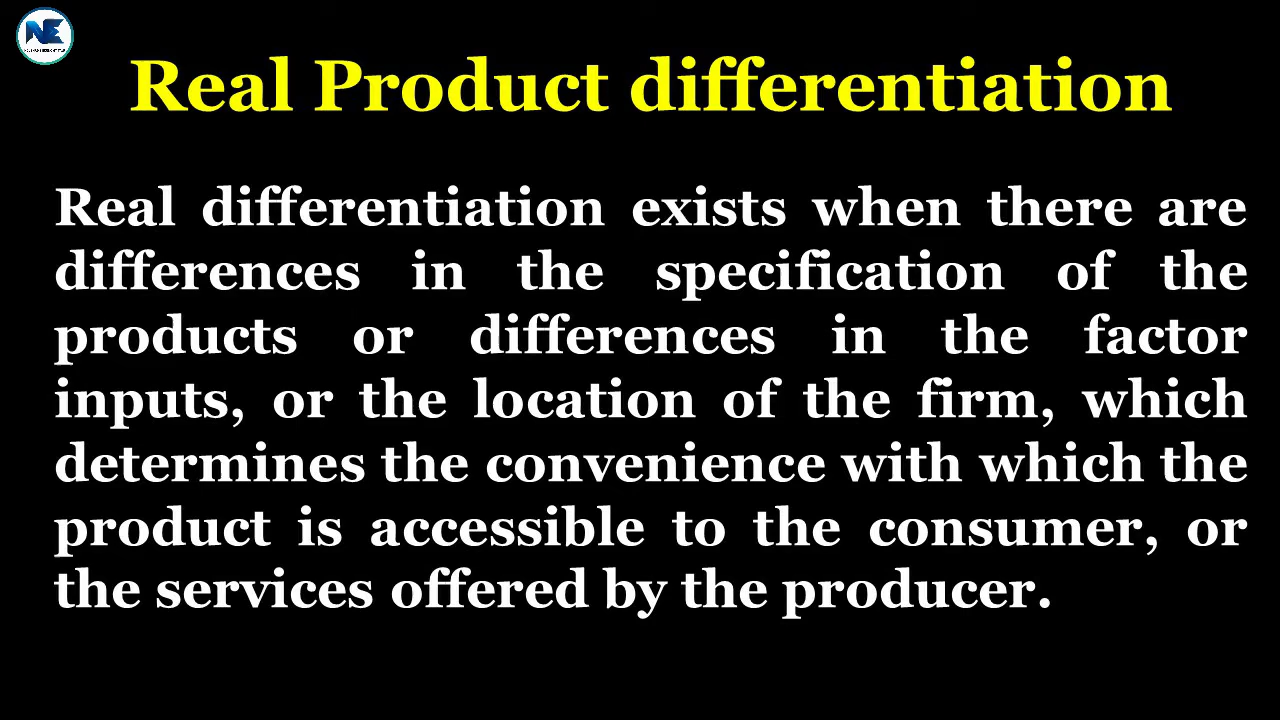 NE
Real Product differentiation
Real differentiation exists when there are
differences in the specification of the
products or differences in the factor
inputs, or the location of the firm, which
determines the convenience with which the
product is accessible to the consumer, or
the services offered by the producer.